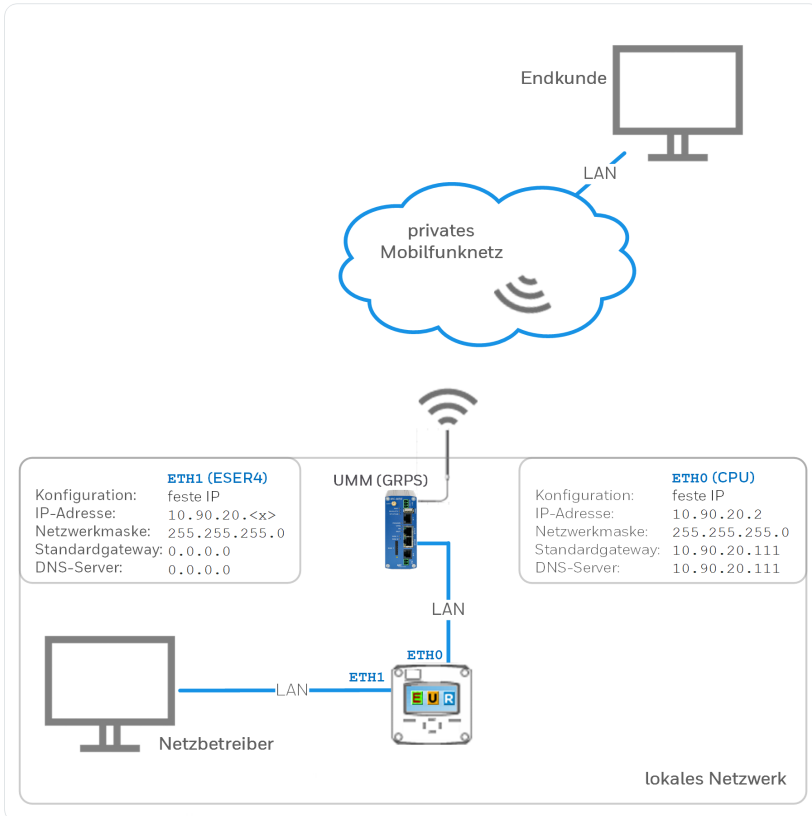 Endkunde
LAN
privates
Mobilfunknetz
UMM (GRPS)
ETH1 (ESER4)
Konfiguration: feste IP
IP-Adresse: 10.90.20.<x>
Netzwerkmaske: 255.255.255.0
Standardgateway: 0.0.0.0
DNS-Server: 0.0.0.0
ETH0 (CPU)
Konfiguration: feste IP
IP-Adresse: 10.90.20.2
Netzwerkmaske: 255.255.255.0
Standardgateway: 10.90.20.111
DNS-Server: 10.90.20.111
LAN
ETH0
ETH1
LAN
E U R
Netzbetreiber
lokales Netzwerk